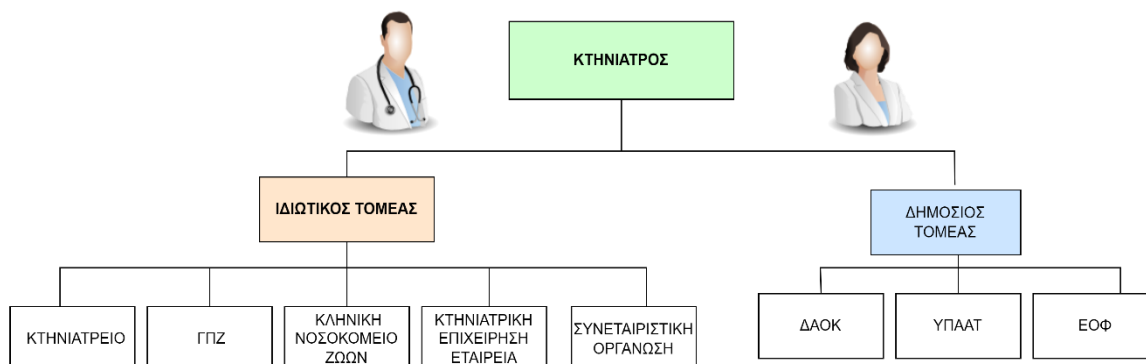 ΚΤΗΝΙΑΤΡΟΣ
ΙΔΙΩΤΙΚΟΣ ΤΟΜΕΑΣ
ΔΗΜΟΣΙΟΣ
ΤΟΜΕΑΣ
ΚΤΗΝΙΑΤΡΕΙΟ
ΓΠΖ
ΚΛΗΝΙΚΗ
ΝΟΣΟΚΟΜΕΙΟ
ΖΩΩΝ
ΚΤΗΝΙΑΤΡΙΚΗ
ΕΠΙΧΕΙΡΗΣΗ
ΕΤΑΙΡΕΙΑ
ΣΥΝΕΤΑΙΡΙΣΤΙΚΗ
ΟΡΓΑΝΩΣΗ
ΔΑΟΚ
ΥΠΑΑΤ
ΕΟΦ